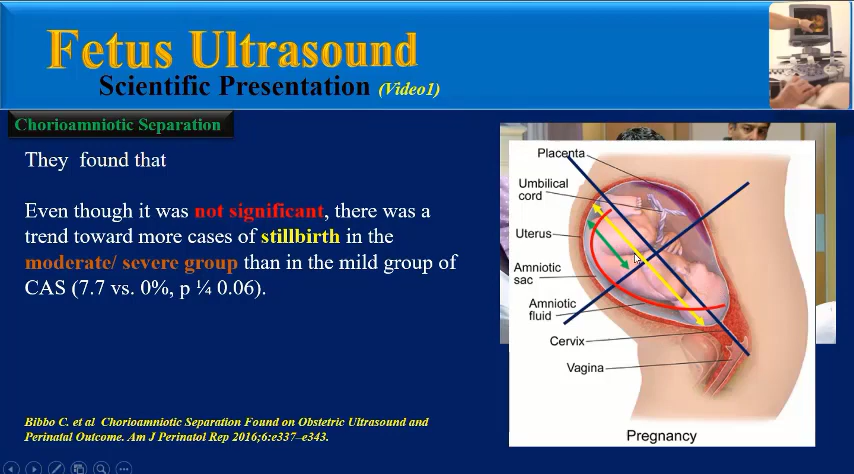 Fetus Ultrasound
Scientific Presentation (Video1)
Chorioamniotic Separation
They found that
Even though it was not significant, there was a
trend toward more cases of stillbirth in the
moderate/ severe group than in the mild group of
CAS (7.7 vs. 0%, p ¼ 0.06).
Bibbo C. et al Chorioamniotic Separation Found on Obstetric Ultrasound and
Perinatal Outcome. Am J Perinatol Rep 2016;6:e337–e343.
Placenta
Umbilical
cord
Uterus
Amniotic
sac
Amniotic
fluid
Cervix
Vagina
Pregnancy